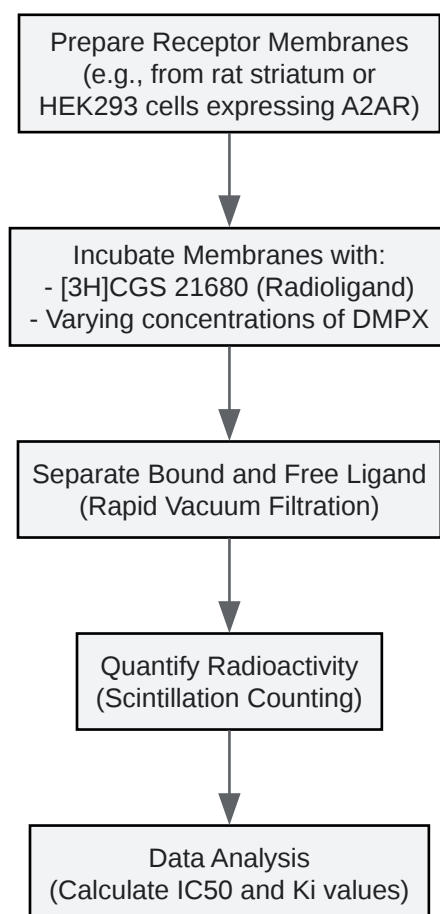 Prepare Receptor Membranes
(e.g., from rat striatum or
HEK293 cells expressing A2AR)
Incubate Membranes with:
- [3H]CGS 21680 (Radioligand)
- Varying concentrations of DMPX
Separate Bound and Free Ligand
(Rapid Vacuum Filtration)
Quantify Radioactivity
(Scintillation Counting)
Data Analysis
(Calculate IC50 and Ki values)